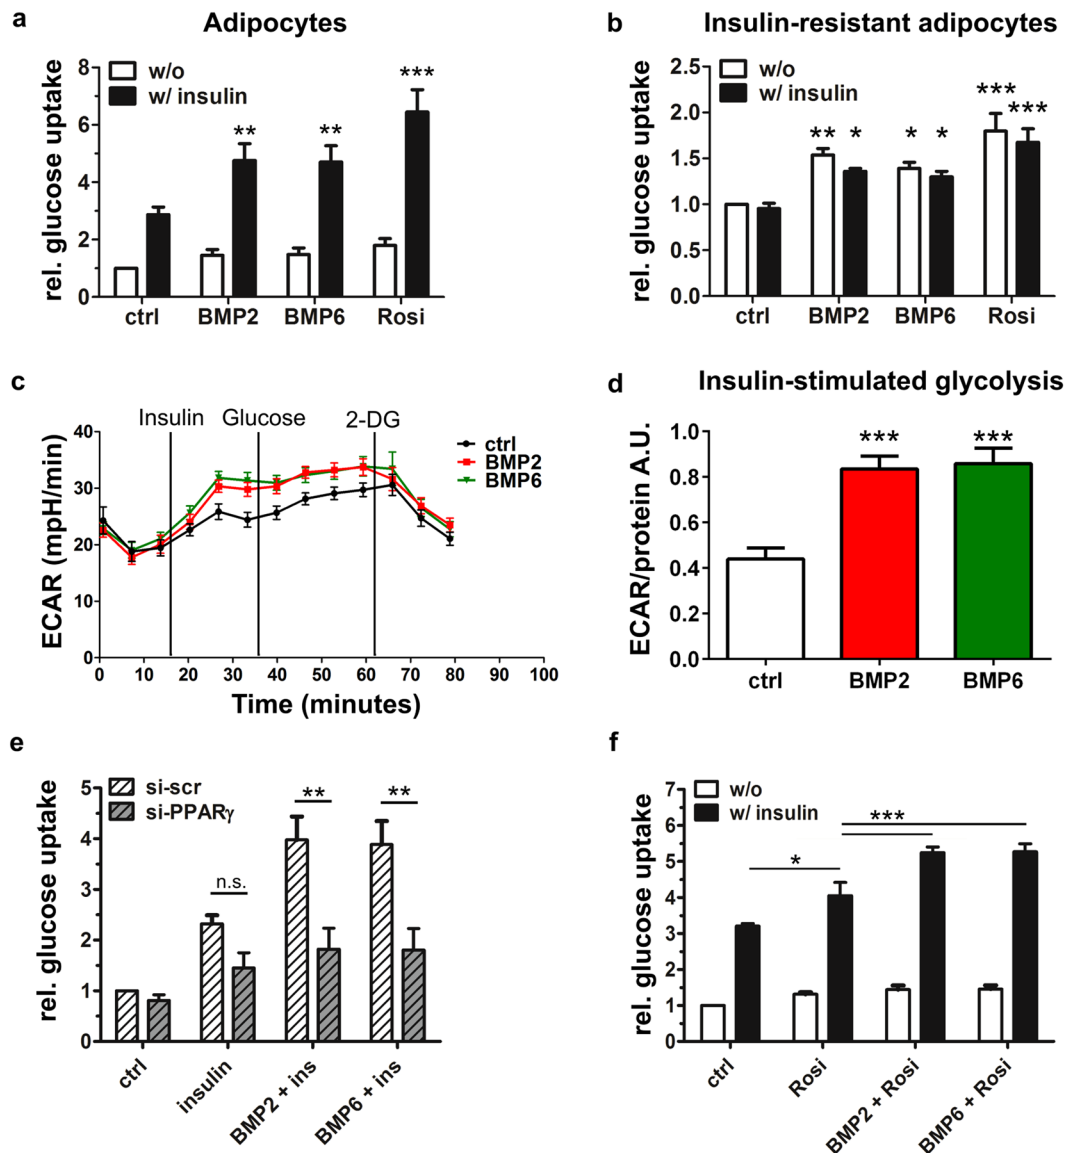 a
Adipocytes
rel. glucose uptake
w/o
w/ insulin
8
6
4
2
0
**
**
***
ctrl
BMP2
BMP6
Rosi
b
Insulin-resistant adipocytes
rel. glucose uptake
w/o
w/ insulin
2.5
2.0
1.5
1.0
0.5
0.0
** *
* *
***
***
ctrl
BMP2
BMP6
Rosi
c
Insulin
Glucose
2-DG
ECAR (mpH/min)
40
30
20
10
0
ctrl
BMP2
BMP6
0 10 20 30 40 50 60 70 80 90 100
Time (minutes)
d
Insulin-stimulated glycolysis
ECAR/protein A.U.
1.0
0.8
0.6
0.4
0.2
0.0
***
***
ctrl
BMP2
BMP6
e
rel. glucose uptake
si-scr
si-PPARγ
5
4
3
2
1
0
n.s.
**
**
ctrl
insulin
BMP2 + ins
BMP6 + ins
f
rel. glucose uptake
w/o
w/ insulin
7
6
5
4
3
2
1
0
*
***
ctrl
Rosi
BMP2 + Rosi
BMP6 + Rosi